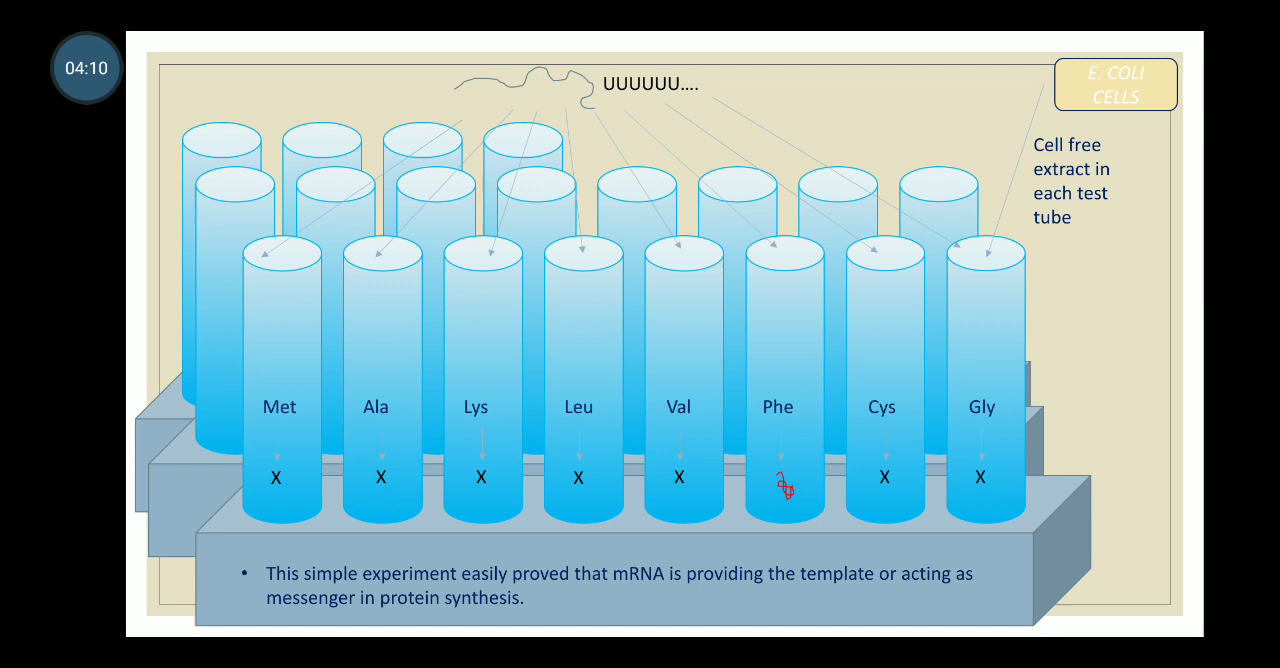 04:10
UUUUUU....
E. COLI
CELLS
Cell free
extract in
each test
tube
Met Ala Lys Leu Val Phe Cys Gly
X X X X X X X
• This simple experiment easily proved that mRNA is providing the template or acting as
messenger in protein synthesis.